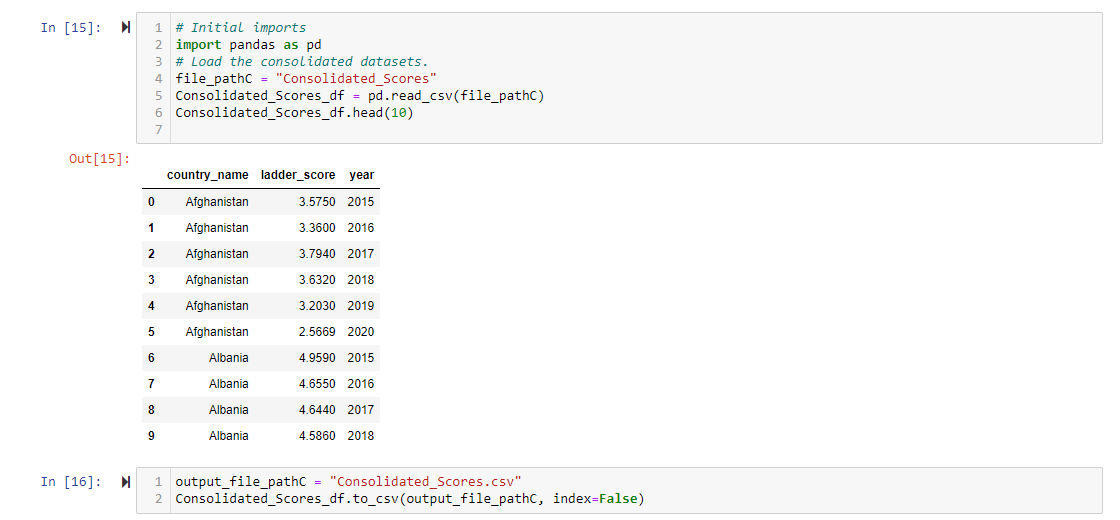 In [15]:
1 # Initial imports
2 import pandas as pd
3 # Load the consolidated datasets.
4 file_pathC = "Consolidated_Scores"
5 Consolidated_Scores_df = pd.read_csv(file_pathC)
6 Consolidated_Scores_df.head(10)
7
Out[15]:
country_name ladder_score year
0 Afghanistan 3.5750 2015
1 Afghanistan 3.3600 2016
2 Afghanistan 3.7940 2017
3 Afghanistan 3.6320 2018
4 Afghanistan 3.2030 2019
5 Afghanistan 2.5669 2020
6 Albania 4.9590 2015
7 Albania 4.6550 2016
8 Albania 4.6440 2017
9 Albania 4.5860 2018
In [16]:
1 output_file_pathC = "Consolidated_Scores.csv"
2 Consolidated_Scores_df.to_csv(output_file_pathC, index=False)